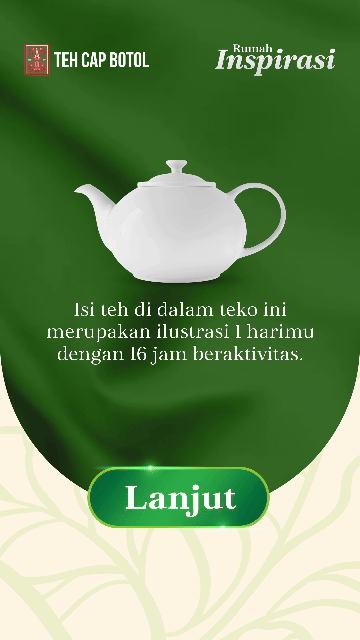 TEH CAP BOTOL
Rumah
Inspirasi
Isi teh di dalam teko ini
merupakan ilustrasi 1 harimu
dengan 16 jam beraktivitas.
Lanjut